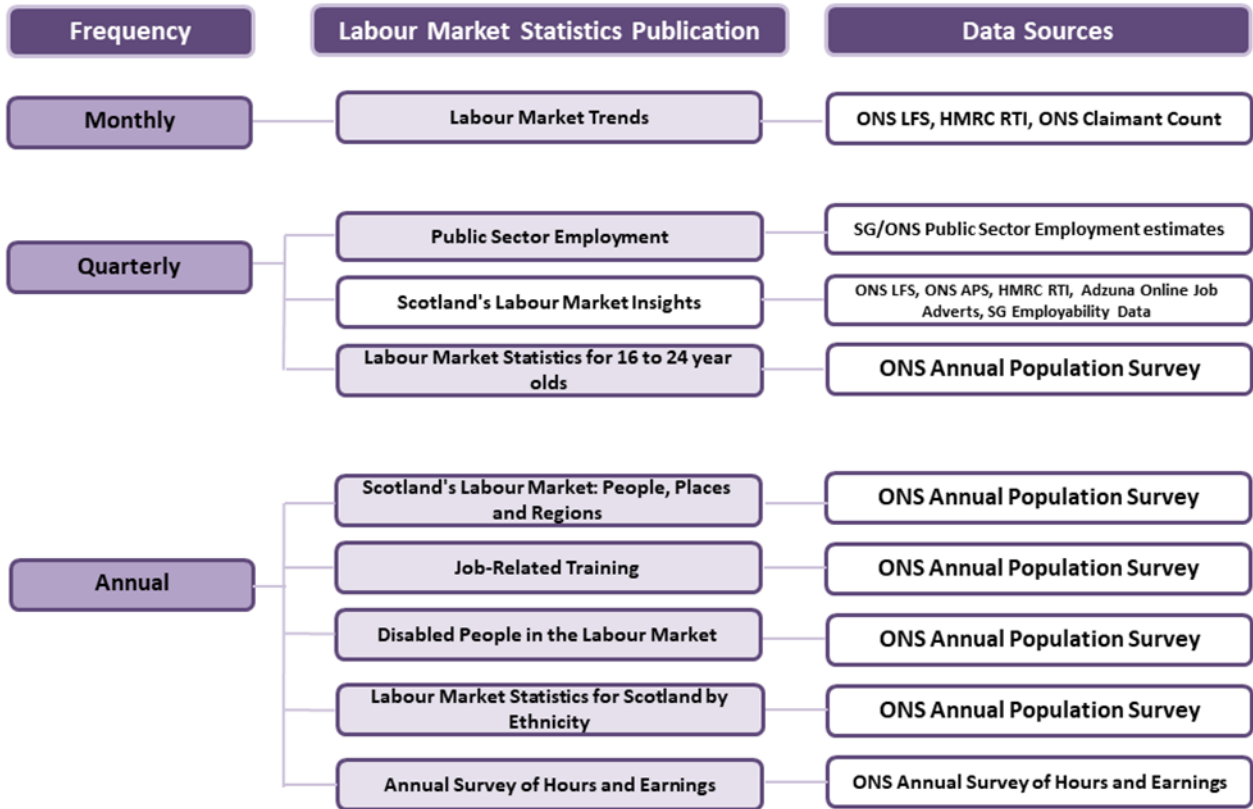 Frequency
Labour Market Statistics Publication
Data Sources
Monthly
Labour Market Trends
ONS LFS, HMRC RTI, ONS Claimant Count
Quarterly
Public Sector Employment
SG/ONS Public Sector Employment estimates
Scotland's Labour Market Insights
ONS LFS, ONS APS, HMRC RTI, Adzuna Online Job
Adverts, SG Employability Data
Labour Market Statistics for 16 to 24 year
olds
ONS Annual Population Survey
Annual
Scotland's Labour Market: People, Places
and Regions
ONS Annual Population Survey
Job-Related Training
ONS Annual Population Survey
Disabled People in the Labour Market
ONS Annual Population Survey
Labour Market Statistics for Scotland by
Ethnicity
ONS Annual Population Survey
Annual Survey of Hours and Earnings
ONS Annual Survey of Hours and Earnings